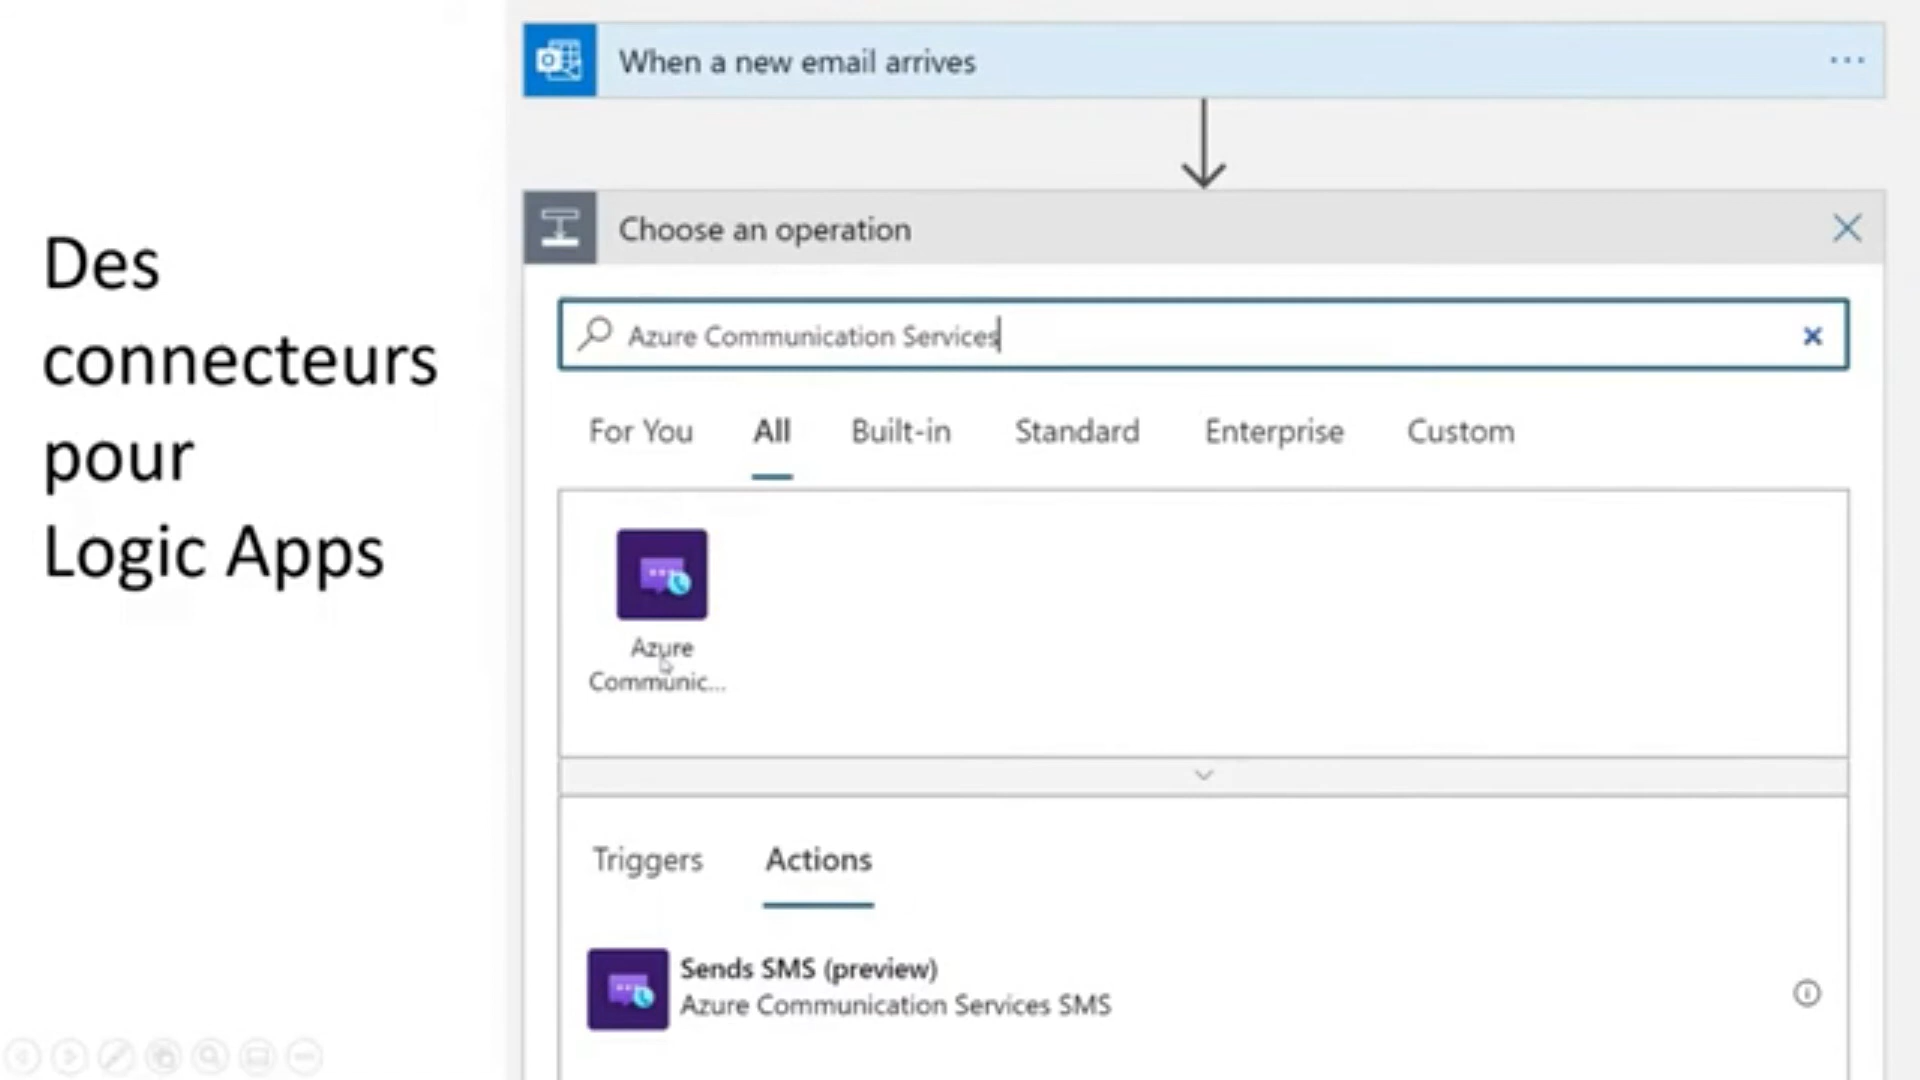 Des
connecteurs
pour
Logic Apps
When a new email arrives
Choose an operation
Azure Communication Services
For You All Built-in Standard Enterprise Custom
Azure
Communic...
Triggers Actions
Sends SMS (preview)
Azure Communication Services SMS